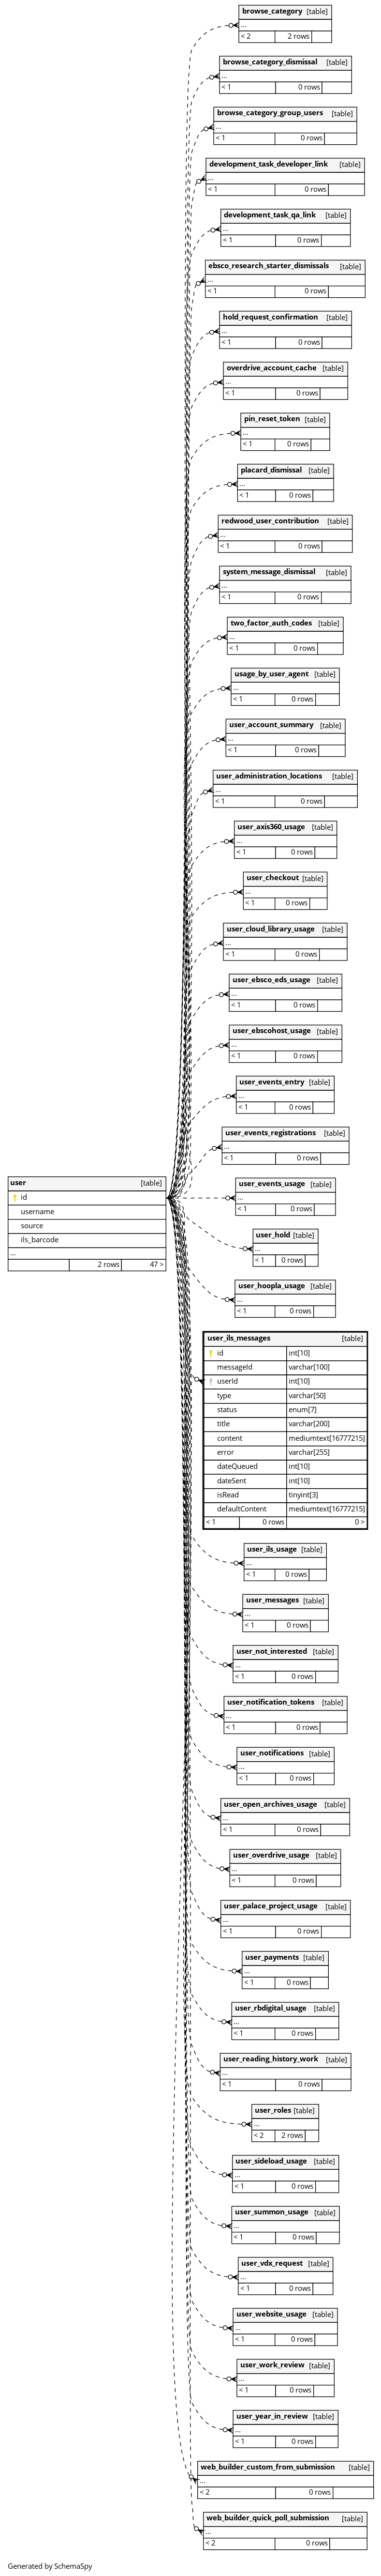 browse_category [table]
...
< 2 2 rows
browse_category_dismissal [table]
...
< 1 0 rows
browse_category_group_users [table]
...
< 1 0 rows
development_task_developer_link [table]
...
< 1 0 rows
development_task_qa_link [table]
...
< 1 0 rows
ebsco_research_starter_dismissals [table]
...
< 1 0 rows
hold_request_confirmation [table]
...
< 1 0 rows
overdrive_account_cache [table]
...
< 1 0 rows
pin_reset_token [table]
...
< 1 0 rows
placard_dismissal [table]
...
< 1 0 rows
redwood_user_contribution [table]
...
< 1 0 rows
system_message_dismissal [table]
...
< 1 0 rows
two_factor_auth_codes [table]
...
< 1 0 rows
usage_by_user_agent [table]
...
< 1 0 rows
user_account_summary [table]
...
< 1 0 rows
user_administration_locations [table]
...
< 1 0 rows
user_axis360_usage [table]
...
< 1 0 rows
user_checkout [table]
...
< 1 0 rows
user_cloud_library_usage [table]
...
< 1 0 rows
user_ebsco_eds_usage [table]
...
< 1 0 rows
user_ebscohost_usage [table]
...
< 1 0 rows
user_events_entry [table]
...
< 1 0 rows
user_events_registrations [table]
...
< 1 0 rows
user [table]
id
username
source
ils_barcode
...
2 rows 47 >
user_events_usage [table]
...
< 1 0 rows
user_hold [table]
...
< 1 0 rows
user_hoopla_usage [table]
...
< 1 0 rows
user_ils_messages [table]
id int[10]
messageId varchar[100]
userId int[10]
type varchar[50]
status enum[7]
title varchar[200]
content mediumtext[16777215]
error varchar[255]
dateQueued int[10]
dateSent int[10]
isRead tinyint[3]
defaultContent mediumtext[16777215]
< 1 0 rows 0 >
user_ils_usage [table]
...
< 1 0 rows
user_messages [table]
...
< 1 0 rows
user_not_interested [table]
...
< 1 0 rows
user_notification_tokens [table]
...
< 1 0 rows
user_notifications [table]
...
< 1 0 rows
user_open_archives_usage [table]
...
< 1 0 rows
user_overdrive_usage [table]
...
< 1 0 rows
user_palace_project_usage [table]
...
< 1 0 rows
user_payments [table]
...
< 1 0 rows
user_rbdigital_usage [table]
...
< 1 0 rows
user_reading_history_work [table]
...
< 1 0 rows
user_roles [table]
...
< 2 2 rows
user_sideload_usage [table]
...
< 1 0 rows
user_summon_usage [table]
...
< 1 0 rows
user_vdx_request [table]
...
< 1 0 rows
user_website_usage [table]
...
< 1 0 rows
user_work_review [table]
...
< 1 0 rows
user_year_in_review [table]
...
< 1 0 rows
web_builder_custom_from_submission [table]
...
< 2 0 rows
web_builder_quick_poll_submission [table]
...
< 2 0 rows
Generated by SchemaSpy